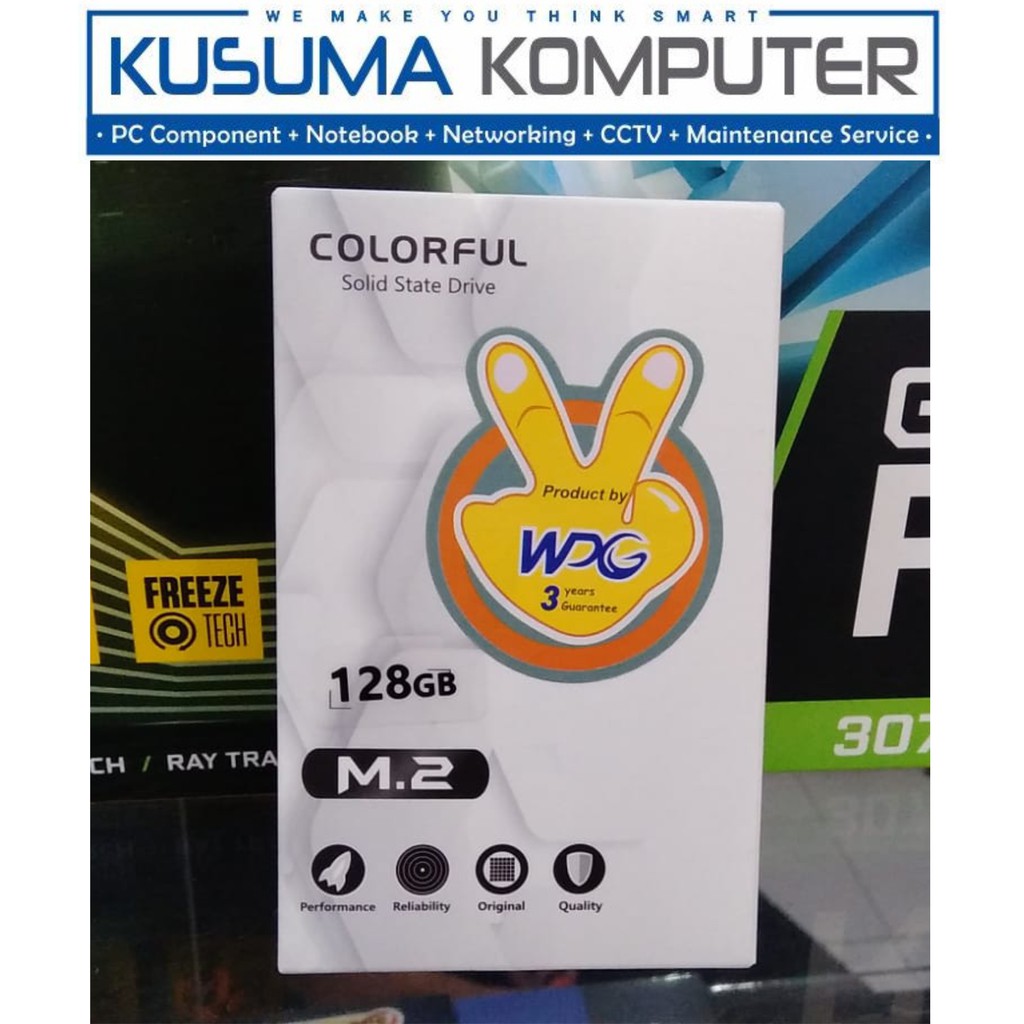 WE MAKE YOU THINK SMART
KUSUMA KOMPUTER
• PC Component + Notebook + Networking + CCTV + Maintenance Service •
COLORFUL
Solid State Drive
Product by
WDG
3 years Guarantee
128GB
M.2
Performance Reliability Original Quality
FREEZE
TECH
CH / RAY TRA
G
F
307